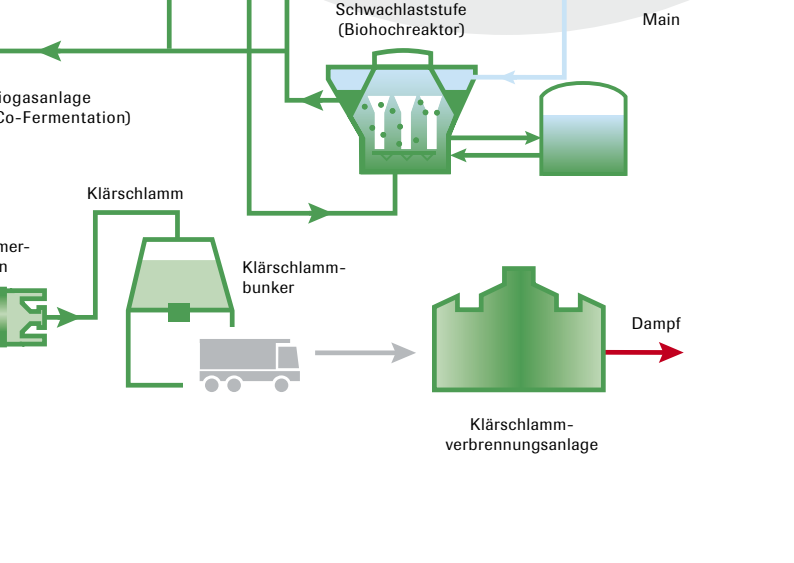 Schwachlaststufe
(Biohochreaktor)
Main
iogasanlage
Co-Fermentation)
Klärschlamm
mer-
n
Klärschlamm-
bunker
Dampf
Klärschlamm-
verbrennungsanlage